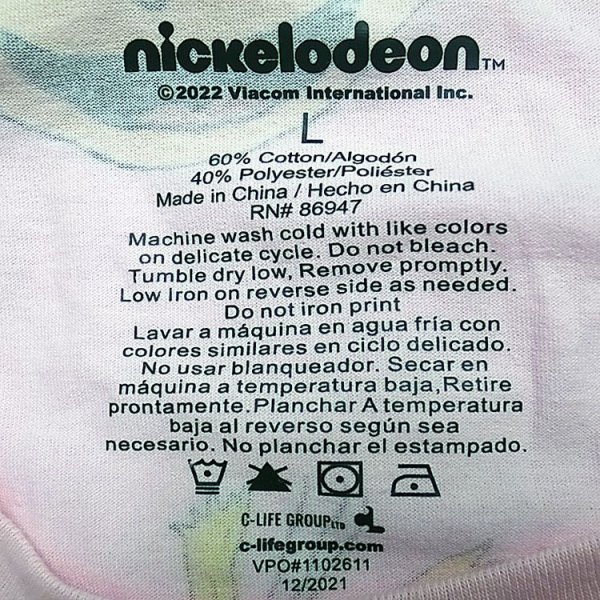 nickelodeon™
©2022 Viacom International Inc.
L
60% Cotton/Algodón
40% Polyester/Poliéster
Made in China / Hecho en China
RN# 86947
Machine wash cold with like colors
on delicate cycle. Do not bleach.
Tumble dry low, Remove promptly.
Low Iron on reverse side as needed.
Do not iron print
Lavar a máquina en agua fría con
colores similares en ciclo delicado.
No usar blanqueador. Secar en
máquina a temperatura baja,Retire
prontamente.Planchar A temperatura
baja al reverso según sea
necesario. No planchar el estampado.
C-LIFE GROUP LTD
c-lifegroup.com
VPO#1102611
12/2021